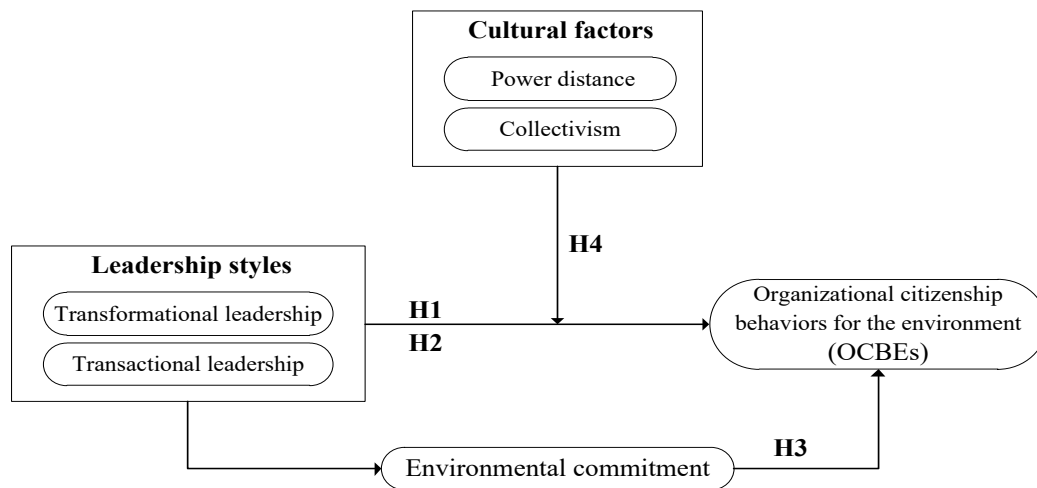 Cultural factors
Power distance
Collectivism
H4
Leadership styles
Transformational leadership
Transactional leadership
H1
H2
Organizational citizenship
behaviors for the environment
(OCBEs)
Environmental commitment
H3